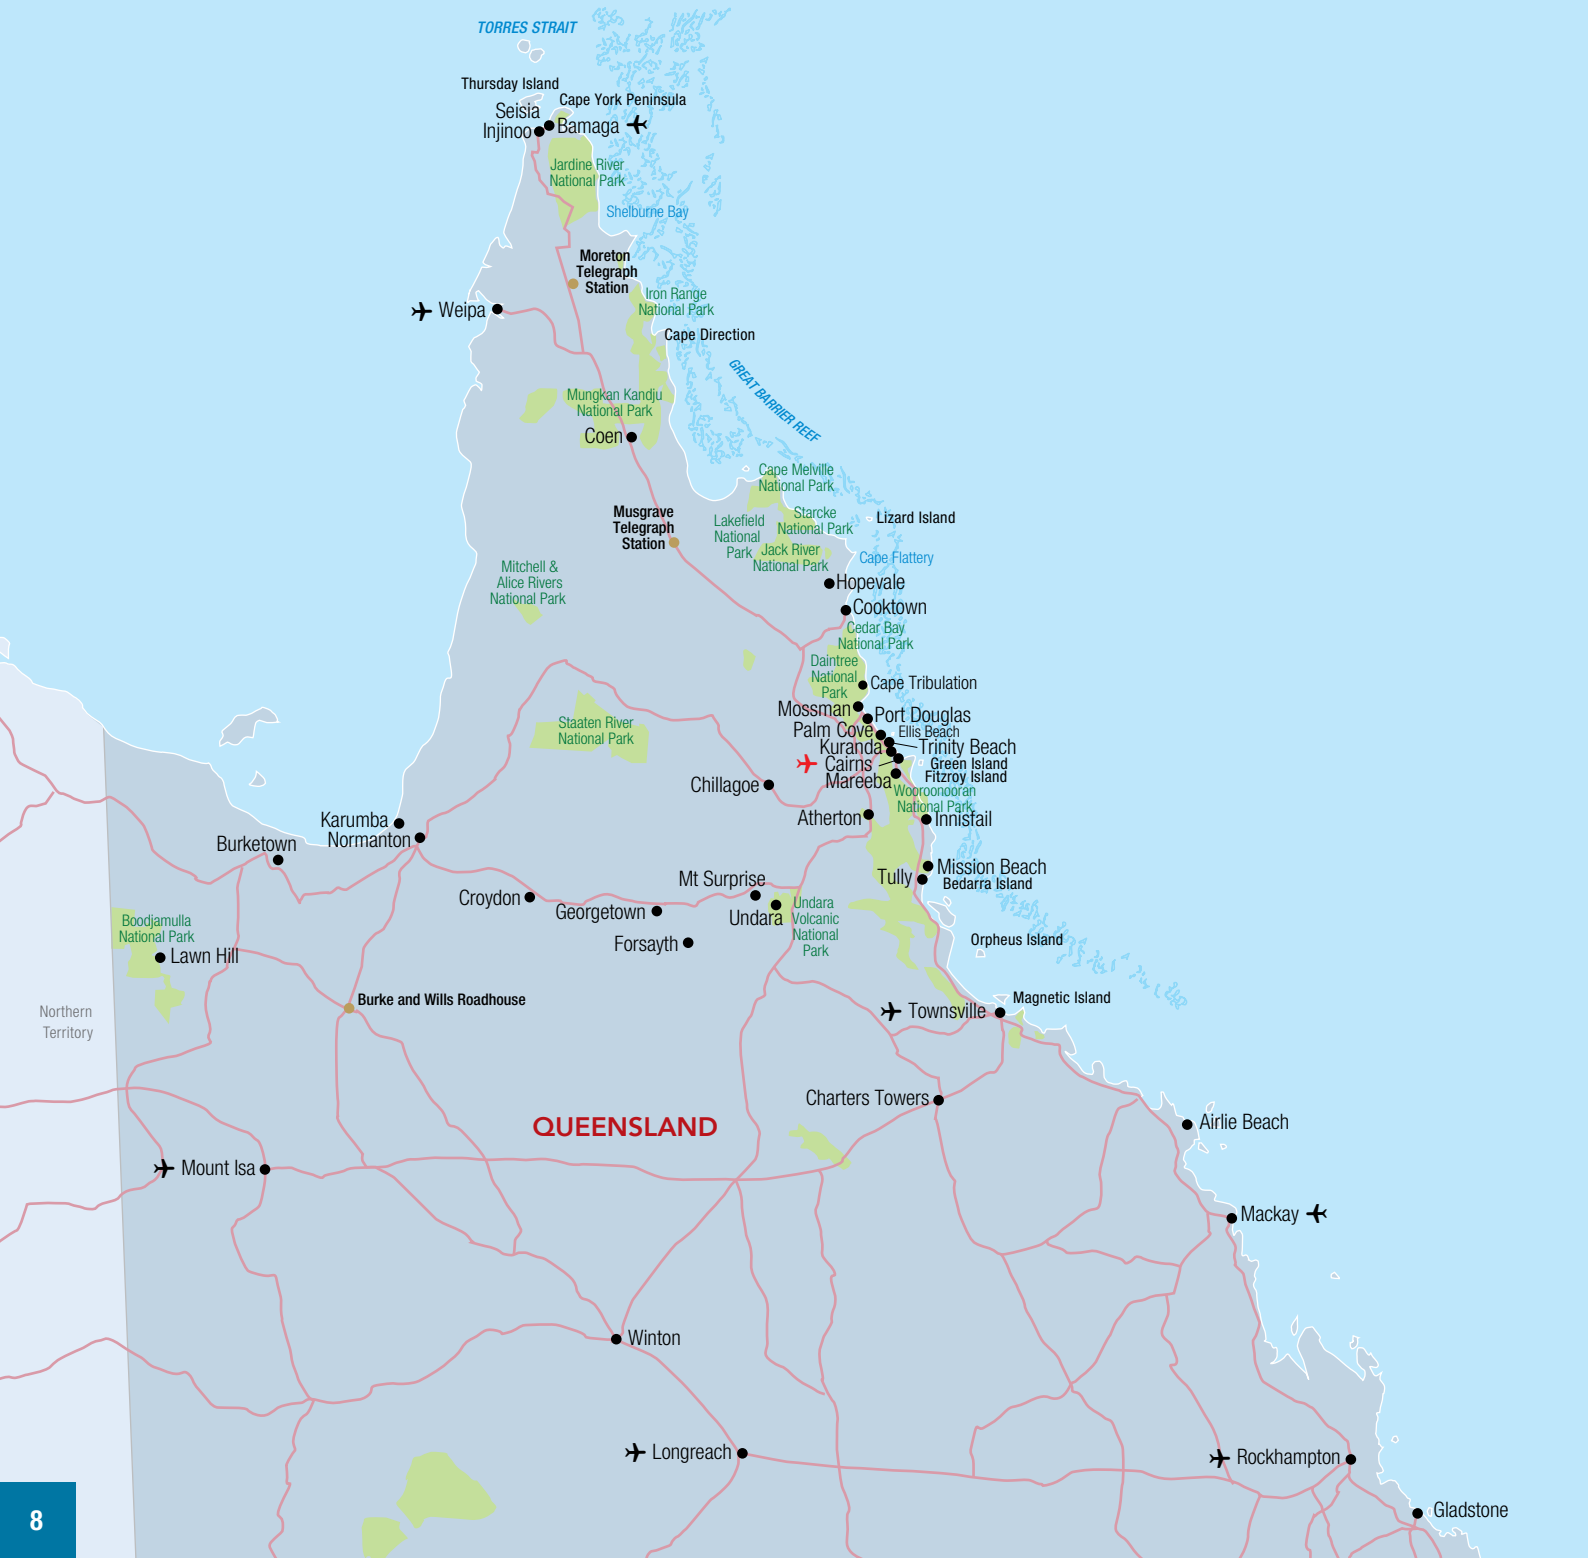 TORRES STRAIT
Thursday Island
Cape York Peninsula
Seisia
Bamaga
Injinoo
Jardine River
National Park
Shelburne Bay
Moreton
Telegraph
Station
Iron Range
National Park
Weipa
Cape Direction
GREAT BARRIER REEF
Mungkan Kandju
National Park
Coen
Cape Melville
National Park
Musgrave
Telegraph
Station
Lakefield
National
Park
Starcke
National Park
Lizard Island
Jack River
National Park
Cape Flattery
Mitchell &
Alice Rivers
National Park
Hopevale
Cooktown
Cedar Bay
National Park
Daintree
National
Park
Cape Tribulation
Mossman
Port Douglas
Palm Cove
Ellis Beach
Kuranda
Trinity Beach
Cairns
Green Island
Mareeba
Fitzroy Island
Staaten River
National Park
Chillagoe
Wooroonooran
National Park
Atherton
Innisfail
Karumba
Normanton
Burketown
Mission Beach
Tully
Bedarra Island
Mt Surprise
Croydon
Georgetown
Undara
Undara
Volcanic
National
Park
Forsayth
Boodjamulla
National Park
Lawn Hill
Orpheus Island
Burke and Wills Roadhouse
Magnetic Island
Townsville
Northern
Territory
Charters Towers
QUEENSLAND
Airlie Beach
Mount Isa
Mackay
Winton
Longreach
Rockhampton
Gladstone
8